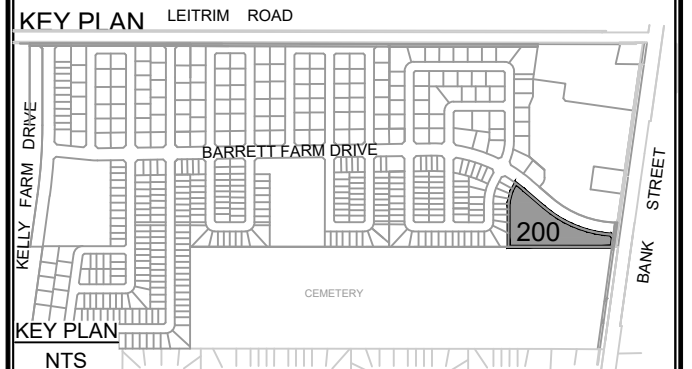 KEY PLAN
LEITRIM ROAD
KELLY FARM DRIVE
BARRETT FARM DRIVE
BANK STREET
200
CEMETERY
KEY PLAN
NTS